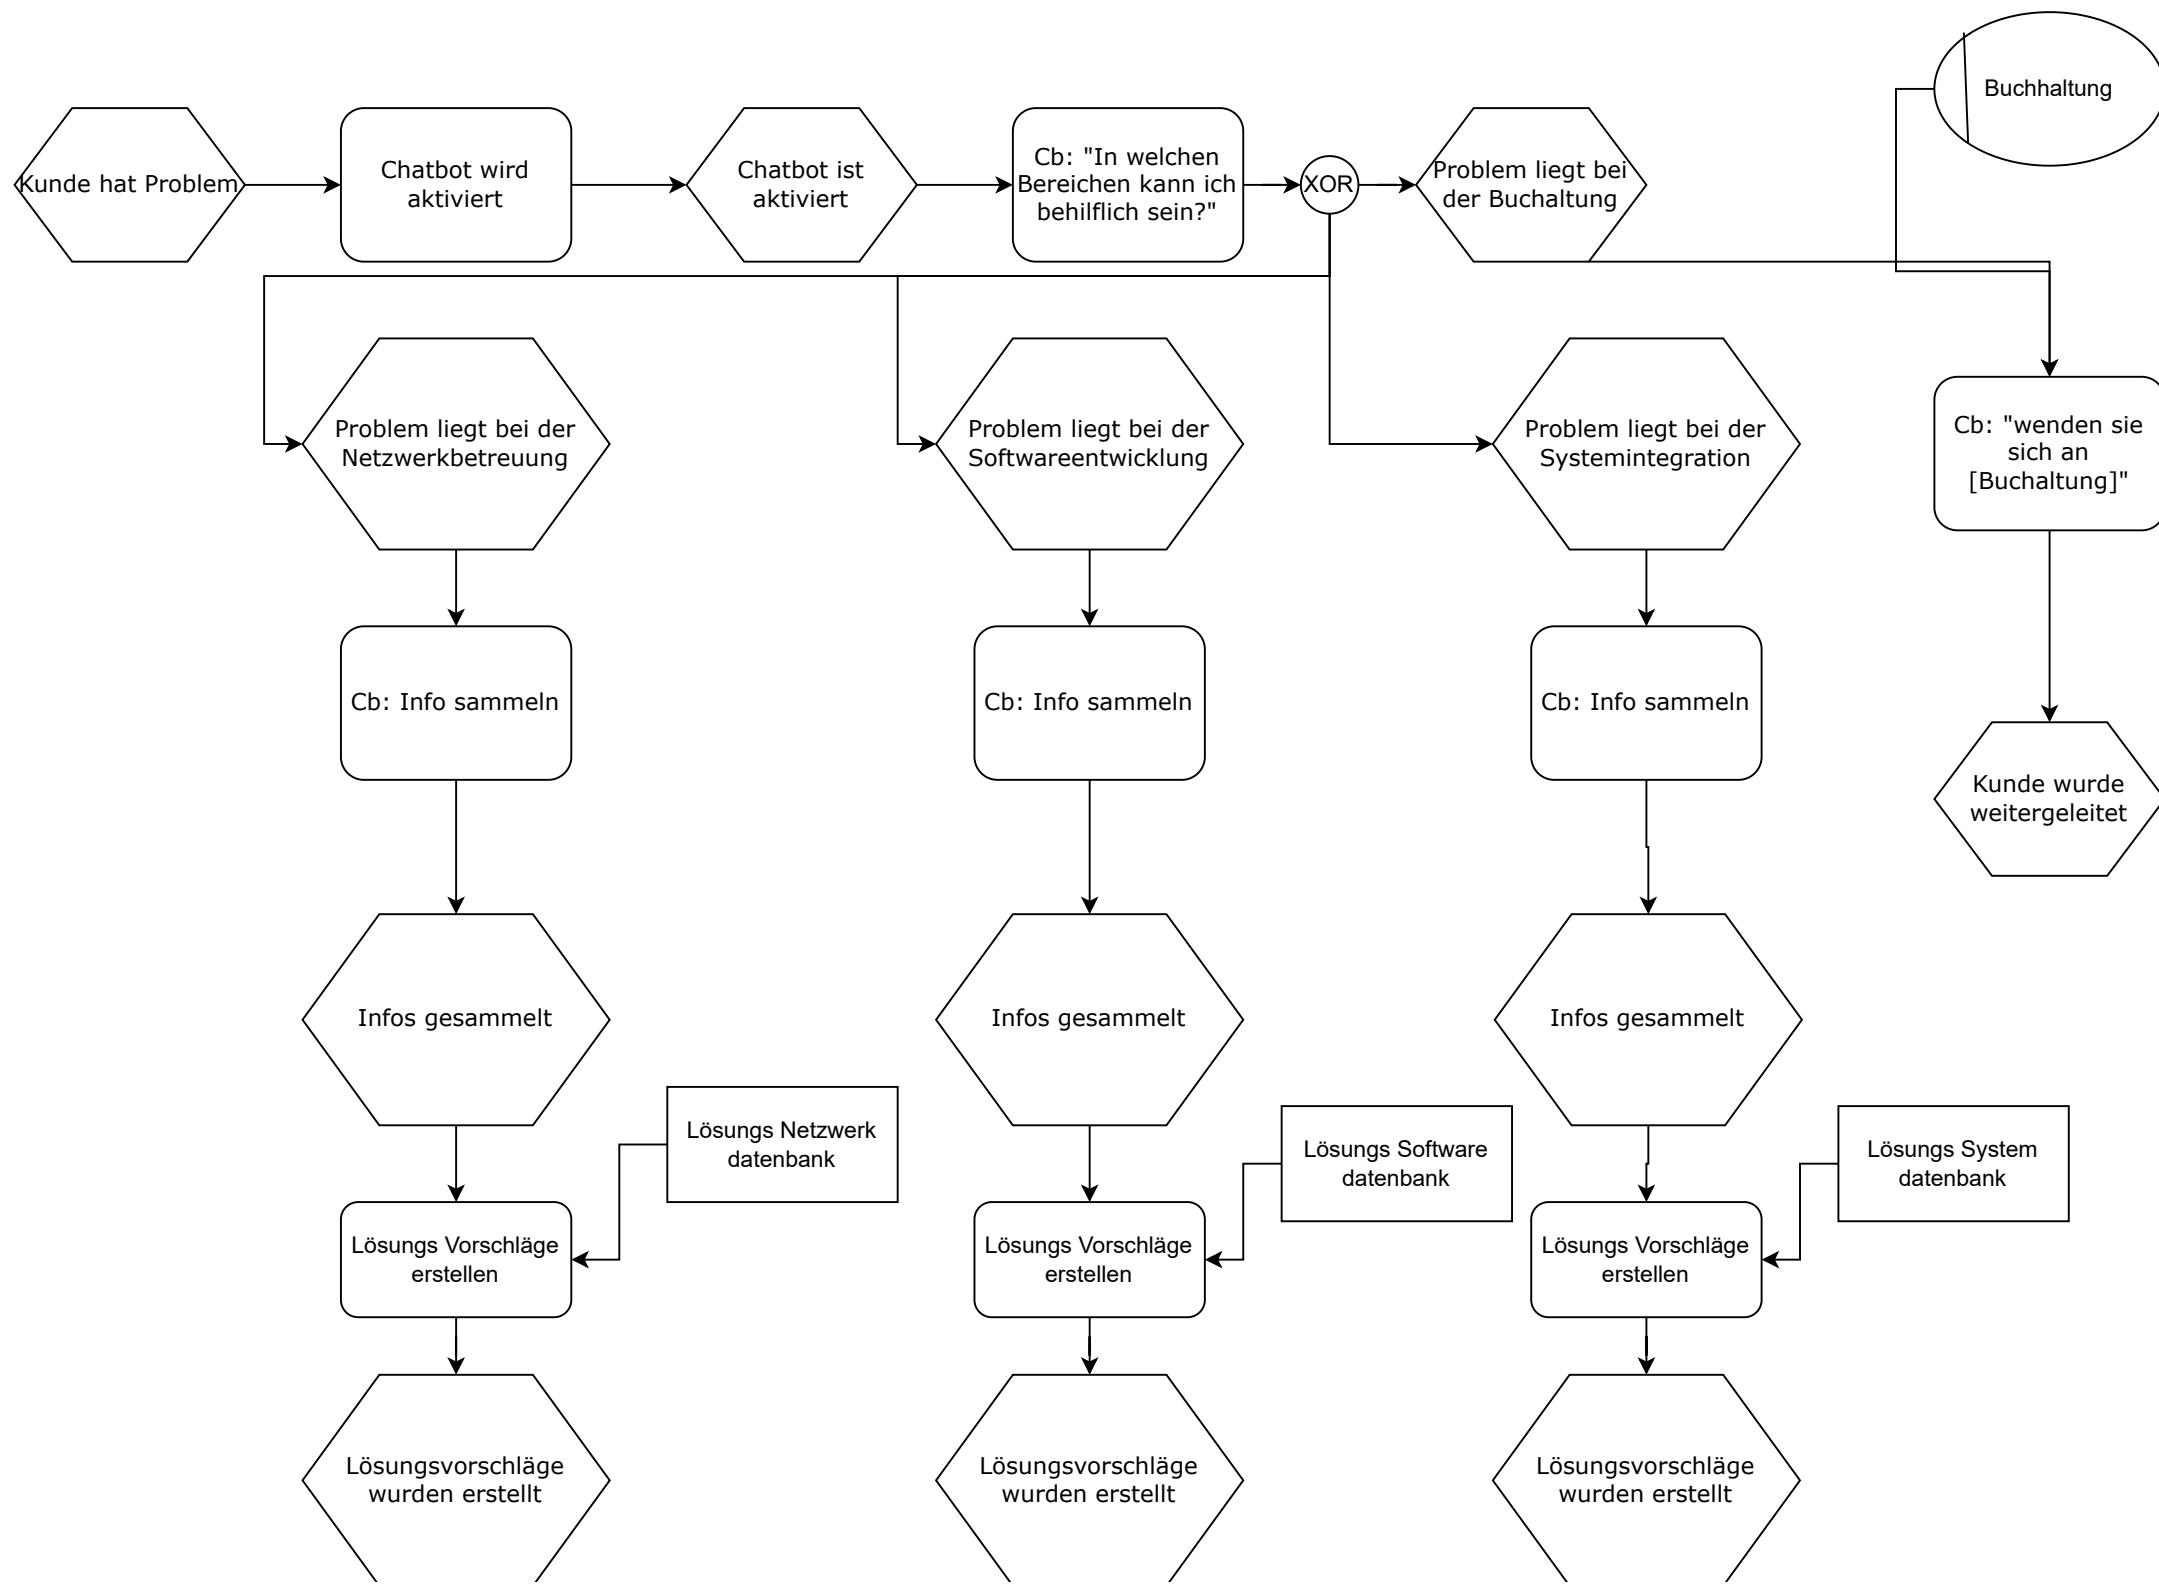 Buchhaltung
Kunde hat Problem
Chatbot wird
aktiviert
Chatbot ist
aktiviert
Cb: "In welchen
Bereichen kann ich
behilflich sein?"
XOR
Problem liegt bei
der Buchaltung
Problem liegt bei der
Netzwerkbetreuung
Problem liegt bei der
Softwareentwicklung
Problem liegt bei der
Systemintegration
Cb: "wenden sie
sich an
[Buchaltung]"
Cb: Info sammeln
Cb: Info sammeln
Cb: Info sammeln
Kunde wurde
weitergeleitet
Infos gesammelt
Infos gesammelt
Infos gesammelt
Lösungs Netzwerk
datenbank
Lösungs Software
datenbank
Lösungs System
datenbank
Lösungs Vorschläge
erstellen
Lösungs Vorschläge
erstellen
Lösungs Vorschläge
erstellen
Lösungsvorschläge
wurden erstellt
Lösungsvorschläge
wurden erstellt
Lösungsvorschläge
wurden erstellt